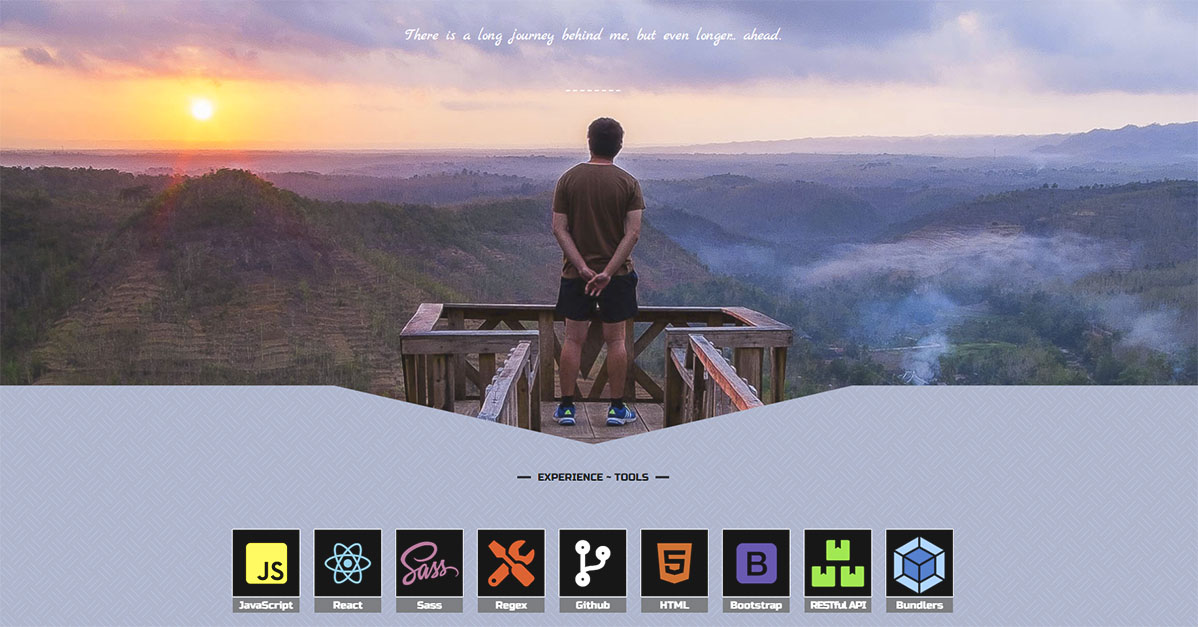 There is a long journey behind me, but even longer... ahead.
EXPERIENCE ~ TOOLS
JS
Sass
5
B
JavaScript
React
Sass
Regex
Github
HTML
Bootstrap
RESTful API
Bundlers